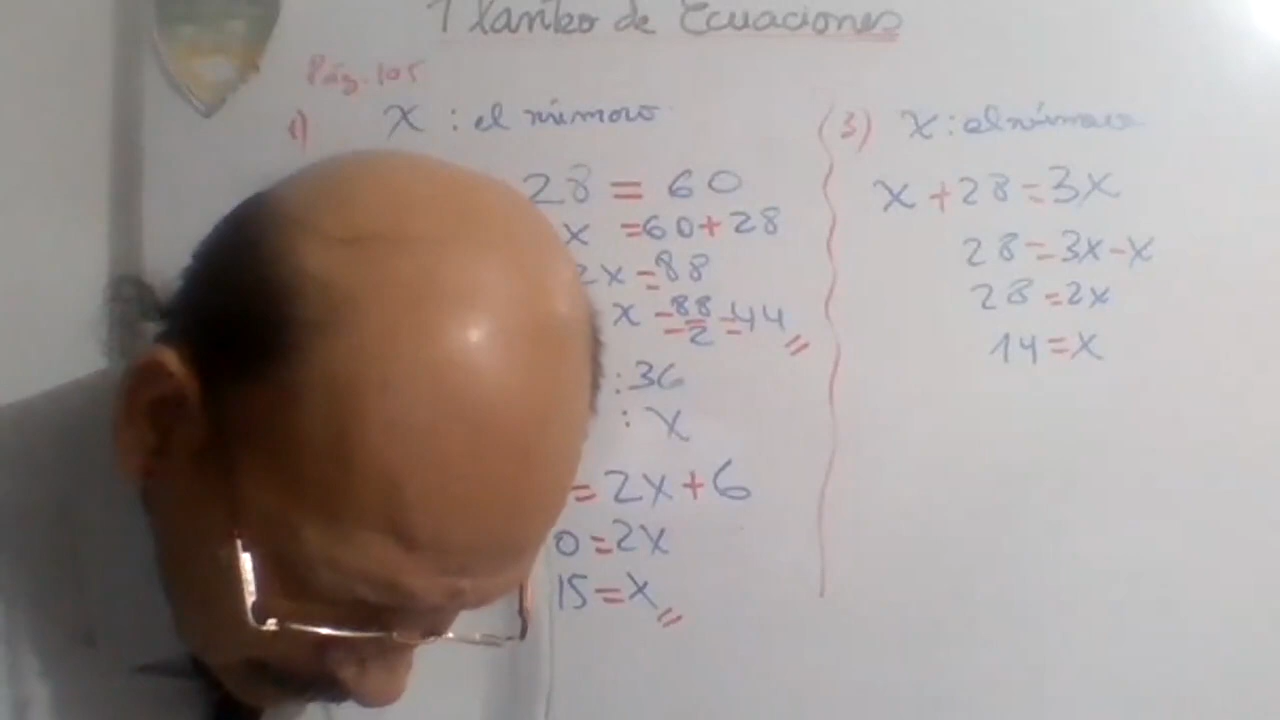 Planteo de Ecuaciones
Pág. 105
1) x : el número
28 = 60
x = 60 + 28
2x = 88
x = 88/2 = 44
: 36
: x
= 2x + 6
0 = 2x
15 = x
3) x : el número
x + 28 = 3x
28 = 3x - x
28 = 2x
14 = x